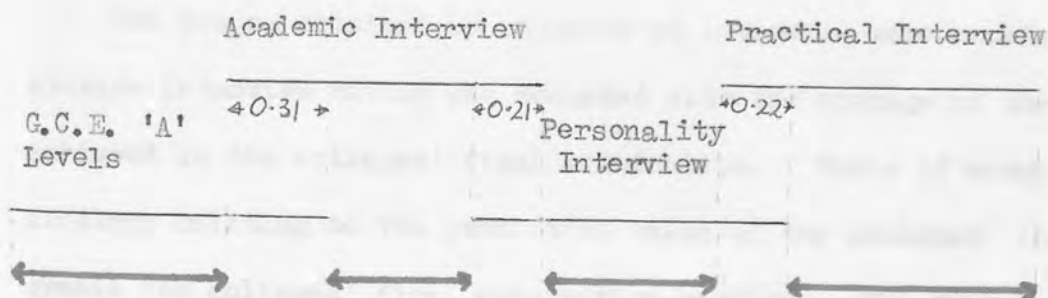 Academic Interview Practical Interview
0.31 0.21 0.22
G.C.E. 'A'
Levels
Personality
Interview